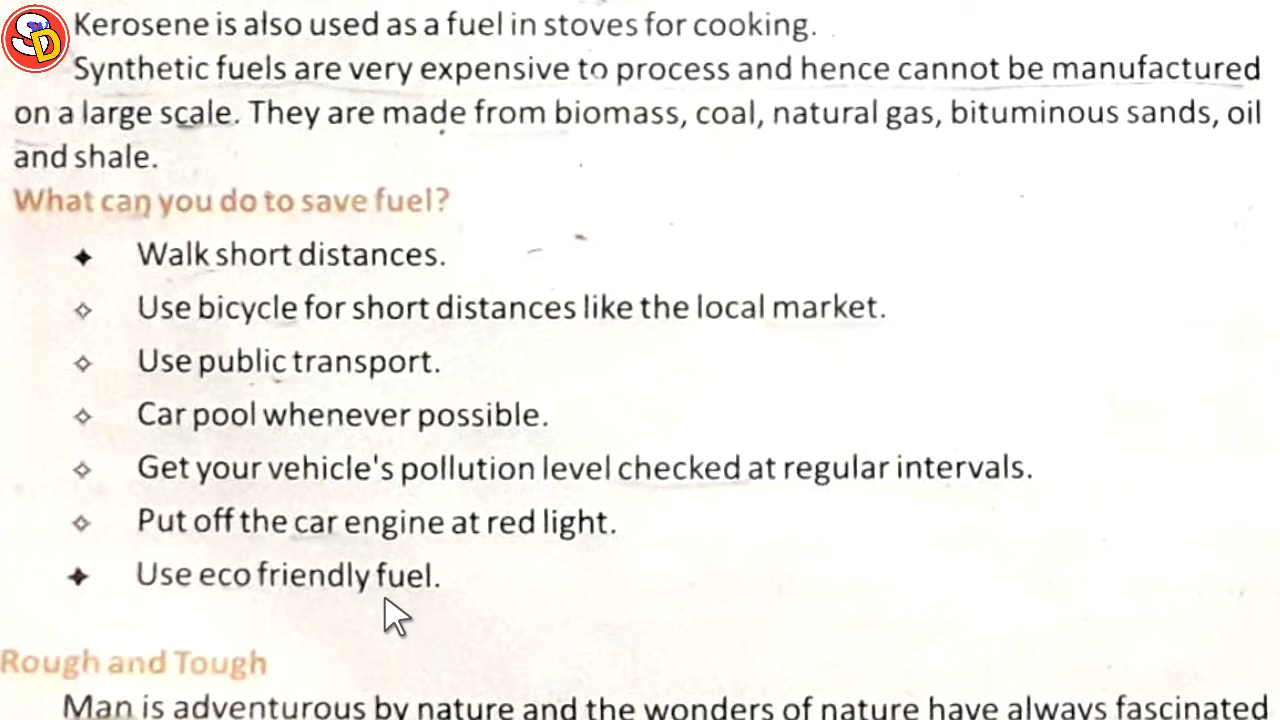 SD
Kerosene is also used as a fuel in stoves for cooking.
Synthetic fuels are very expensive to process and hence cannot be manufactured
on a large scale. They are made from biomass, coal, natural gas, bituminous sands, oil
and shale.
What can you do to save fuel?
Walk short distances.
Use bicycle for short distances like the local market.
Use public transport.
Car pool whenever possible.
Get your vehicle's pollution level checked at regular intervals.
Put off the car engine at red light.
Use eco friendly fuel.
Rough and Tough
Man is adventurous by nature and the wonders of nature have always fascinated